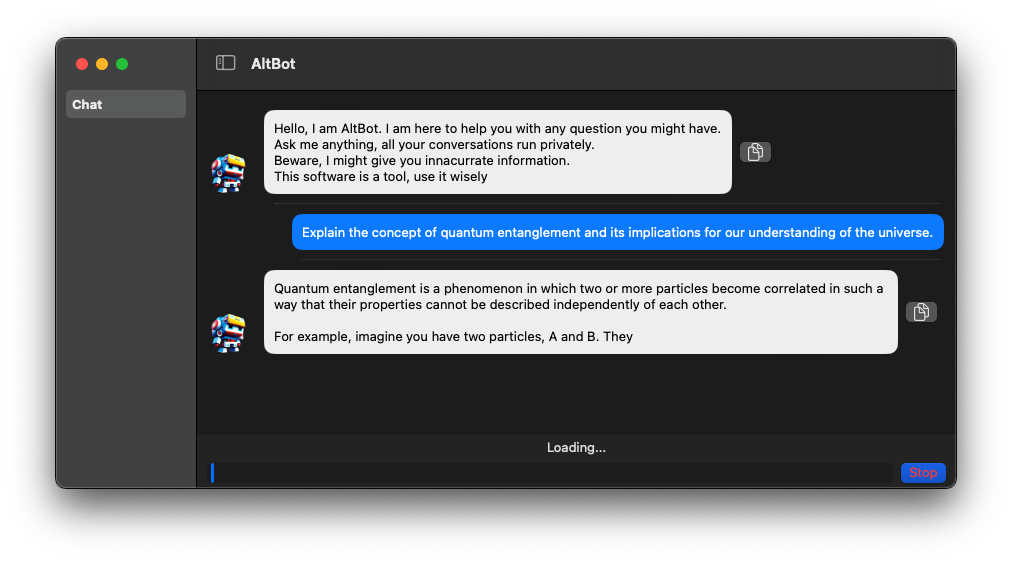 AltBot
Chat
Hello, I am AltBot. I am here to help you with any question you might have.
Ask me anything, all your conversations run privately.
Beware, I might give you innacurrate information.
This software is a tool, use it wisely
Explain the concept of quantum entanglement and its implications for our understanding of the universe.
Quantum entanglement is a phenomenon in which two or more particles become correlated in such a
way that their properties cannot be described independently of each other.
For example, imagine you have two particles, A and B. They
Loading...
Stop